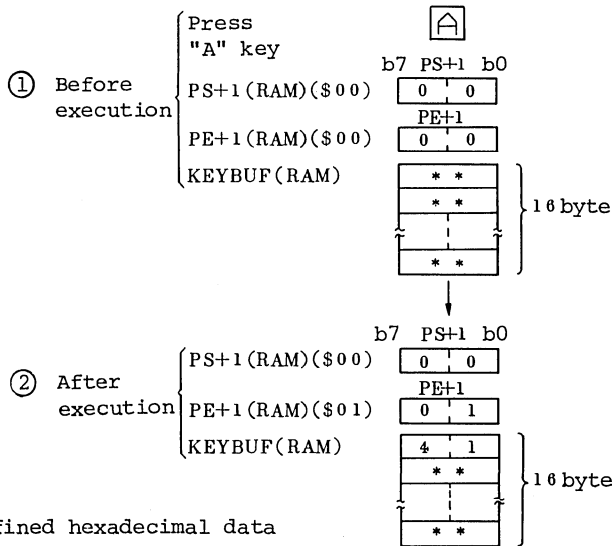 Press
"A" key
A
b7 PS+1 b0
① Before
execution
PS+1(RAM)($00)
0 0
PE+1
PE+1(RAM)($00)
0 0
KEYBUF(RAM)
* *
* *
16 byte
* *
b7 PS+1 b0
② After
execution
PS+1(RAM)($00)
0 0
PE+1
PE+1(RAM)($01)
0 1
KEYBUF(RAM)
4 1
* *
16 byte
* *
fined hexadecimal data